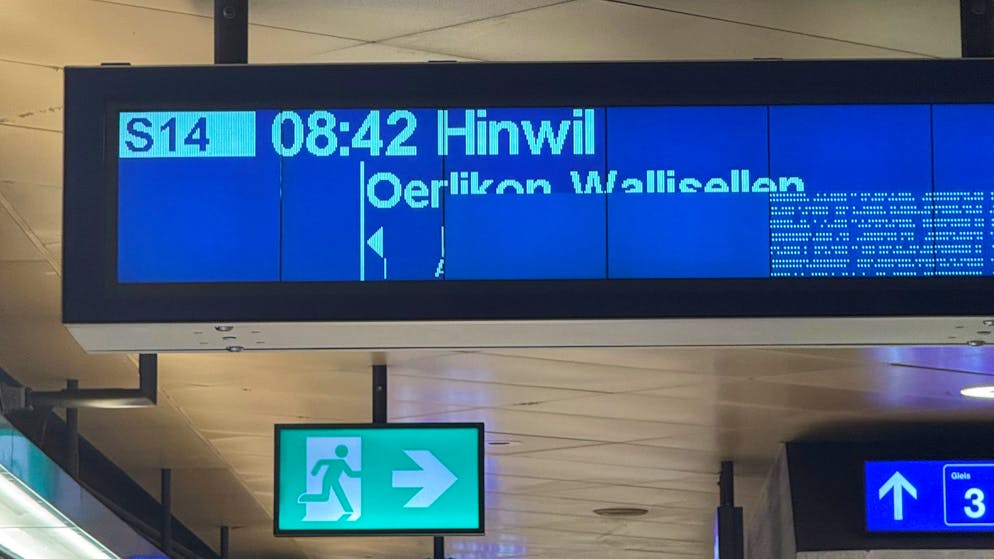 S14 08:42 Hinwil
Oerlikon, Wallisellen
Gleis
3